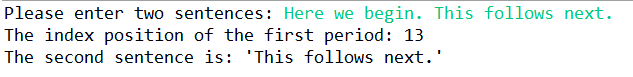 Please enter two sentences: Here we begin. This follows next.
The index position of the first period: 13
The second sentence is: 'This follows next.'